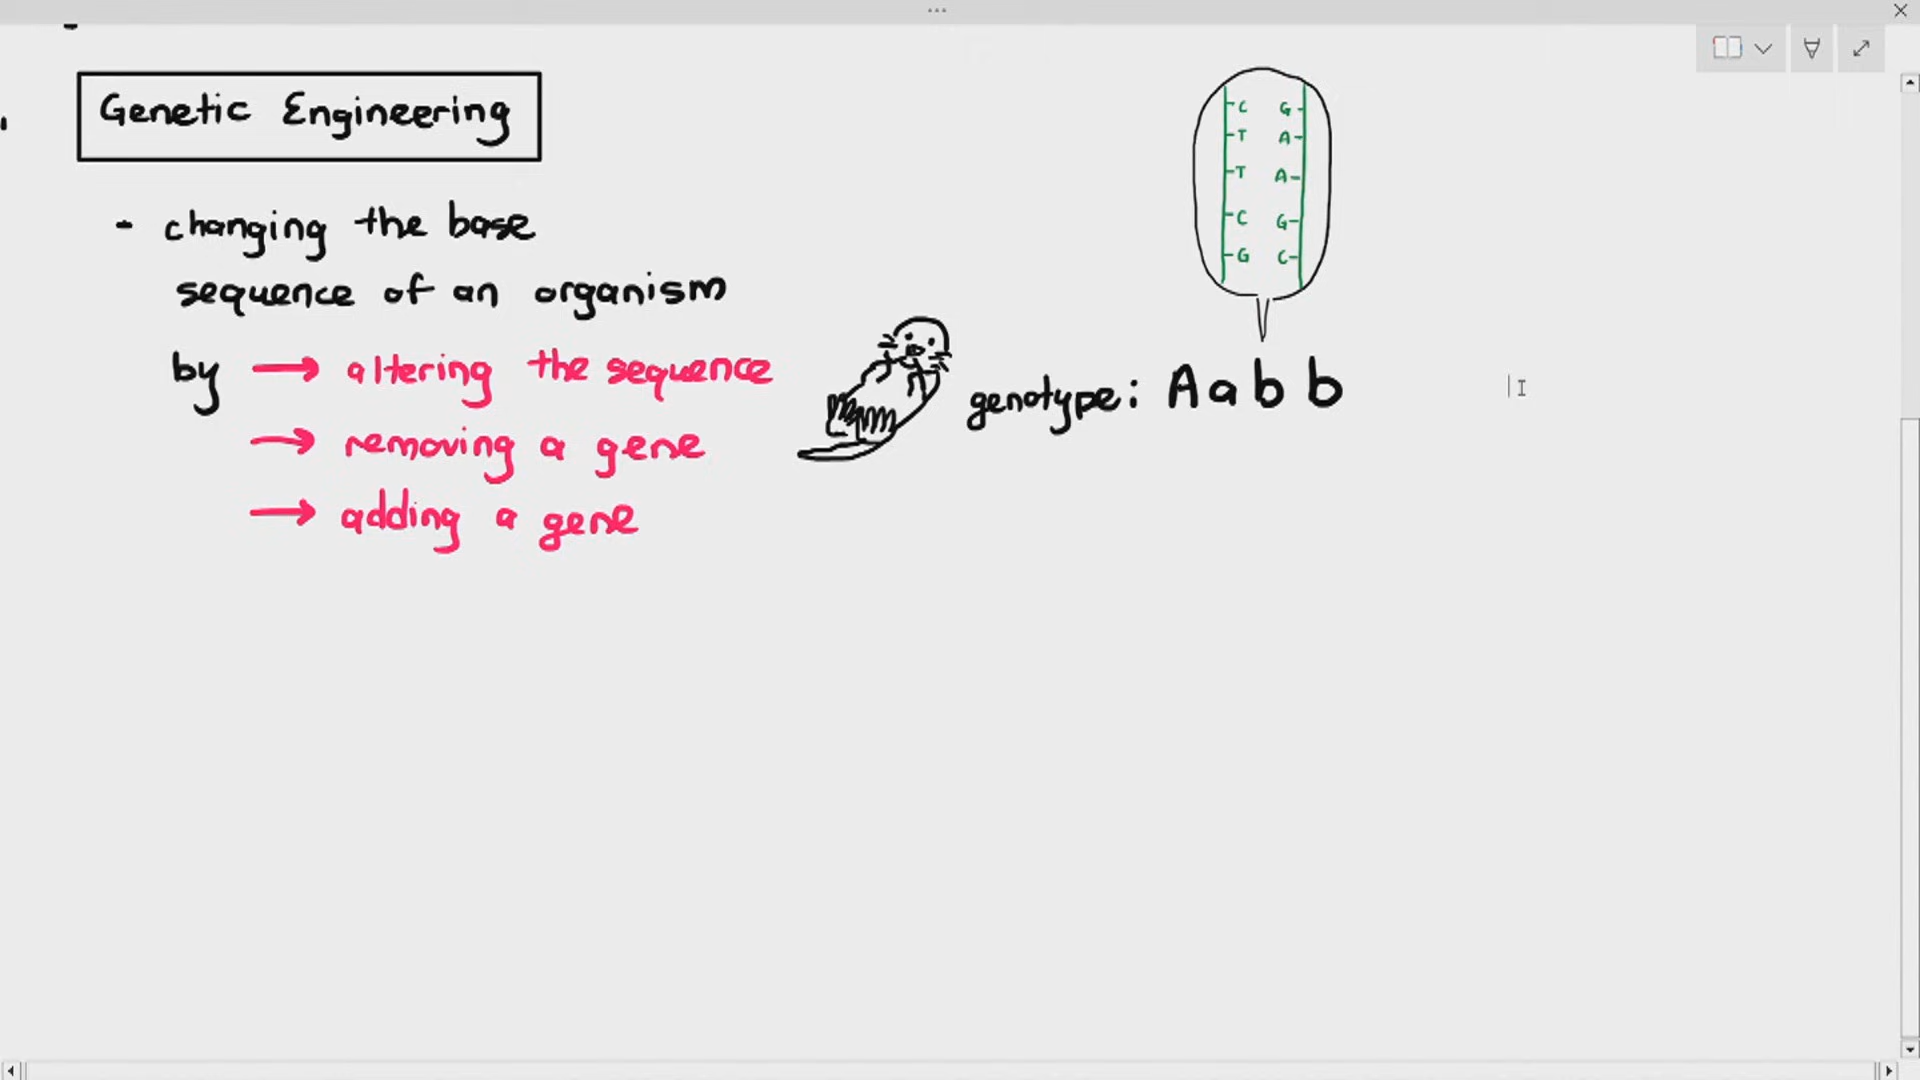 Genetic Engineering
- changing the base
sequence of an organism
by → altering the sequence
→ removing a gene
→ adding a gene
C G
T A
T A
C G
G C
genotype: A a b b